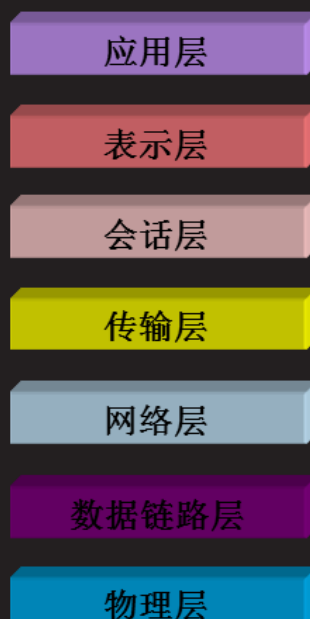 应用层
表示层
会话层
传输层
网络层
数据链路层
物理层